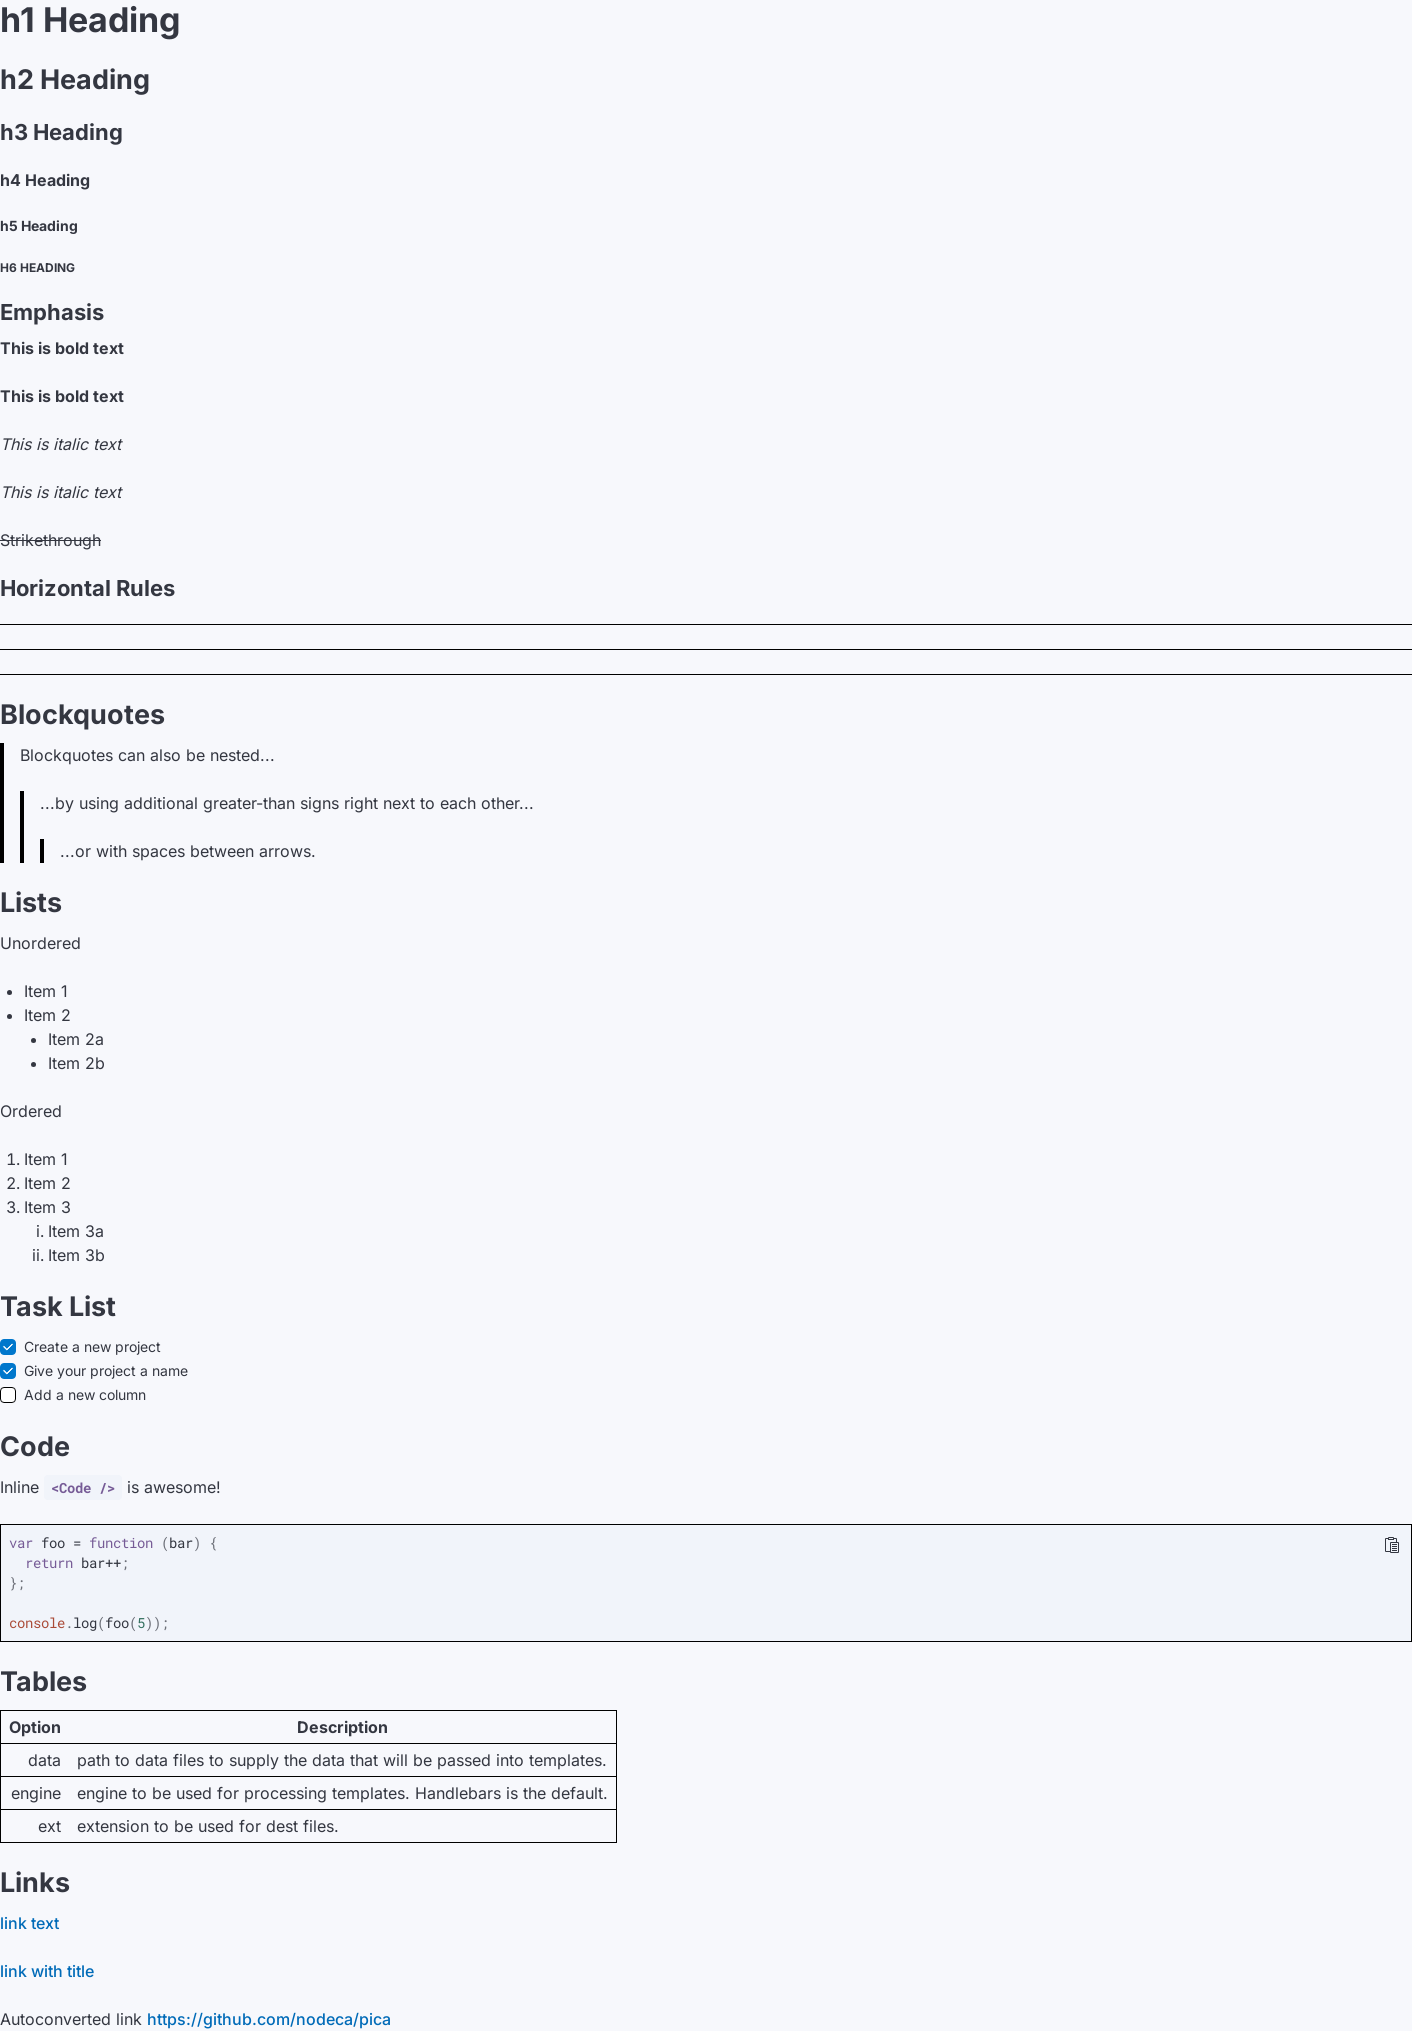 h1 Heading
h2 Heading
h3 Heading
h4 Heading
h5 Heading
H6 HEADING
Emphasis
This is bold text
This is bold text
This is italic text
This is italic text
Strikethrough
Horizontal Rules
Blockquotes
Blockquotes can also be nested...
...by using additional greater-than signs right next to each other...
...or with spaces between arrows.
Lists
Unordered
• Item 1
• Item 2
• Item 2a
• Item 2b
Ordered
1. Item 1
2. Item 2
3. Item 3
i. Item 3a
ii. Item 3b
Task List
Create a new project
Give your project a name
Add a new column
Code
Inline <Code /> is awesome!
var foo = function (bar) {
  return bar++;
};
console.log(foo(5));
Tables
Option Description
data path to data files to supply the data that will be passed into templates.
engine engine to be used for processing templates. Handlebars is the default.
ext extension to be used for dest files.
Links
link text
link with title
Autoconverted link https://github.com/nodeca/pica